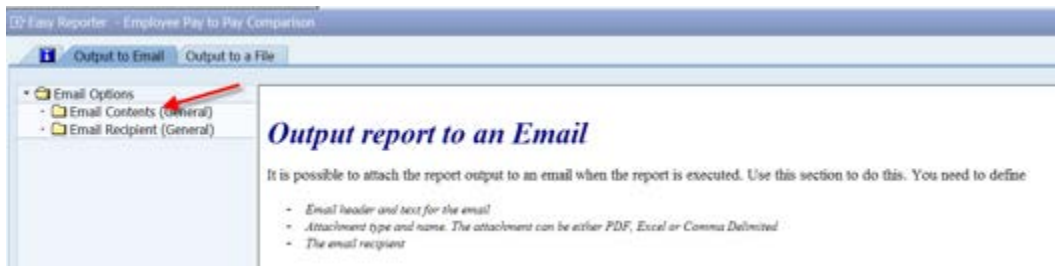 Easy Reporter - Employee Pay to Pay Comparison
Output to Email Output to a File
Email Options
Email Contents (General)
Email Recipient (General)
Output report to an Email
It is possible to attach the report output to an email when the report is executed. Use this section to do this. You need to define
- Email header and text for the email
- Attachment type and name. The attachment can be either PDF, Excel or Comma Delimited
- The email recipient